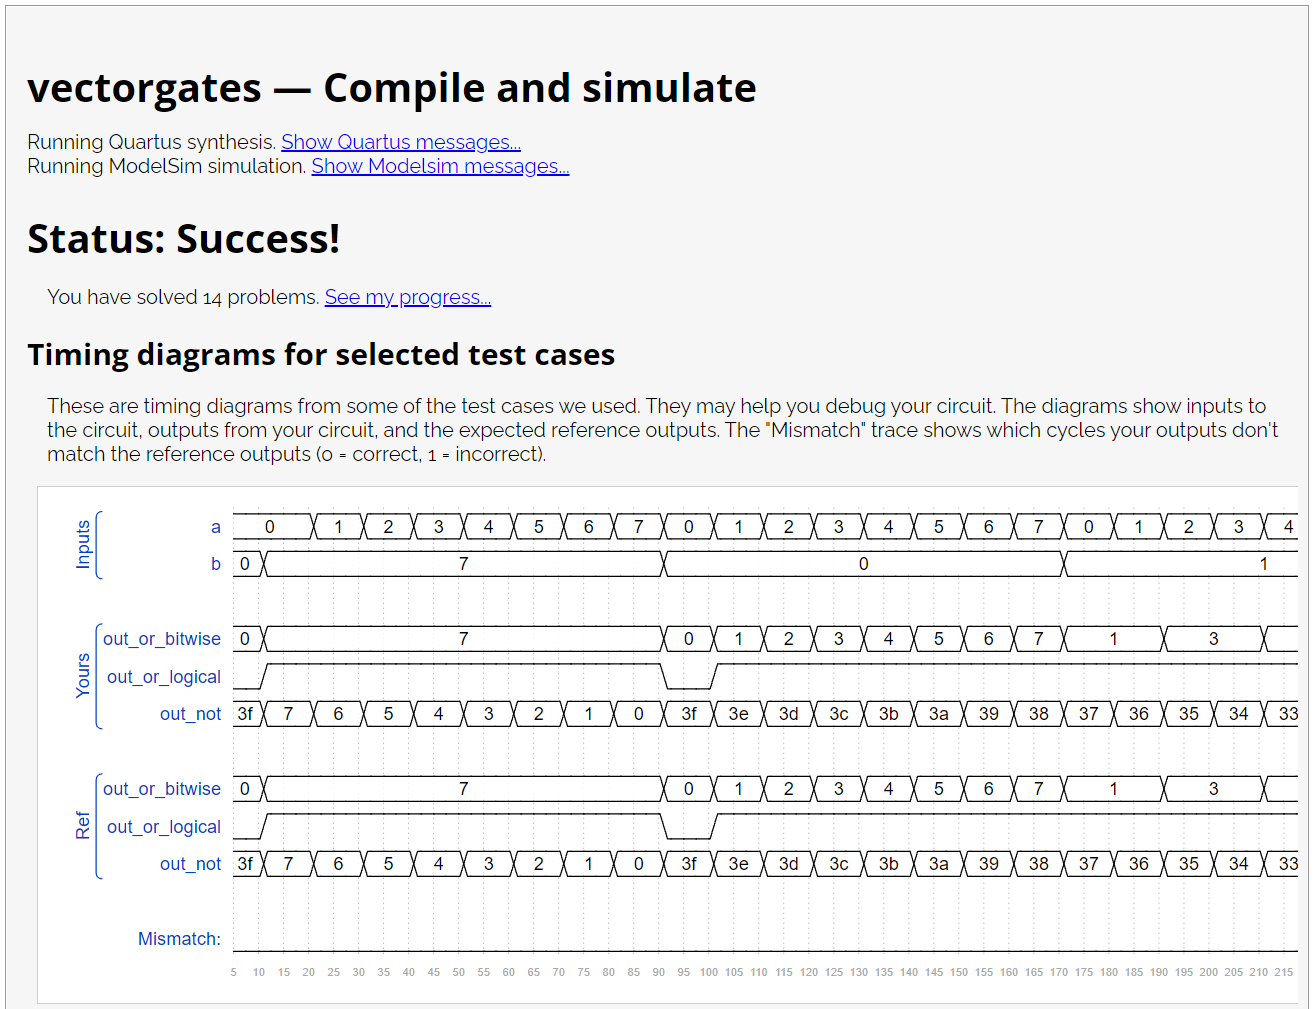 vectorgates — Compile and simulate
Running Quartus synthesis. Show Quartus messages...
Running ModelSim simulation. Show Modelsim messages...
Status: Success!
You have solved 14 problems. See my progress...
Timing diagrams for selected test cases
These are timing diagrams from some of the test cases we used. They may help you debug your circuit. The diagrams show inputs to
the circuit, outputs from your circuit, and the expected reference outputs. The "Mismatch" trace shows which cycles your outputs don't
match the reference outputs (0 = correct, 1 = incorrect).
Inputs
a 0 1 2 3 4 5 6 7 0 1 2 3 4 5 6 7 0 1 2 3 4
b 0 7 0 1
Yours
out_or_bitwise 0 7 0 1 2 3 4 5 6 7 1 3
out_or_logical
out_not 3f 7 6 5 4 3 2 1 0 3f 3e 3d 3c 3b 3a 39 38 37 36 35 34 33
Ref
out_or_bitwise 0 7 0 1 2 3 4 5 6 7 1 3
out_or_logical
out_not 3f 7 6 5 4 3 2 1 0 3f 3e 3d 3c 3b 3a 39 38 37 36 35 34 33
Mismatch:
5 10 15 20 25 30 35 40 45 50 55 60 65 70 75 80 85 90 95 100 105 110 115 120 125 130 135 140 145 150 155 160 165 170 175 180 185 190 195 200 205 210 215